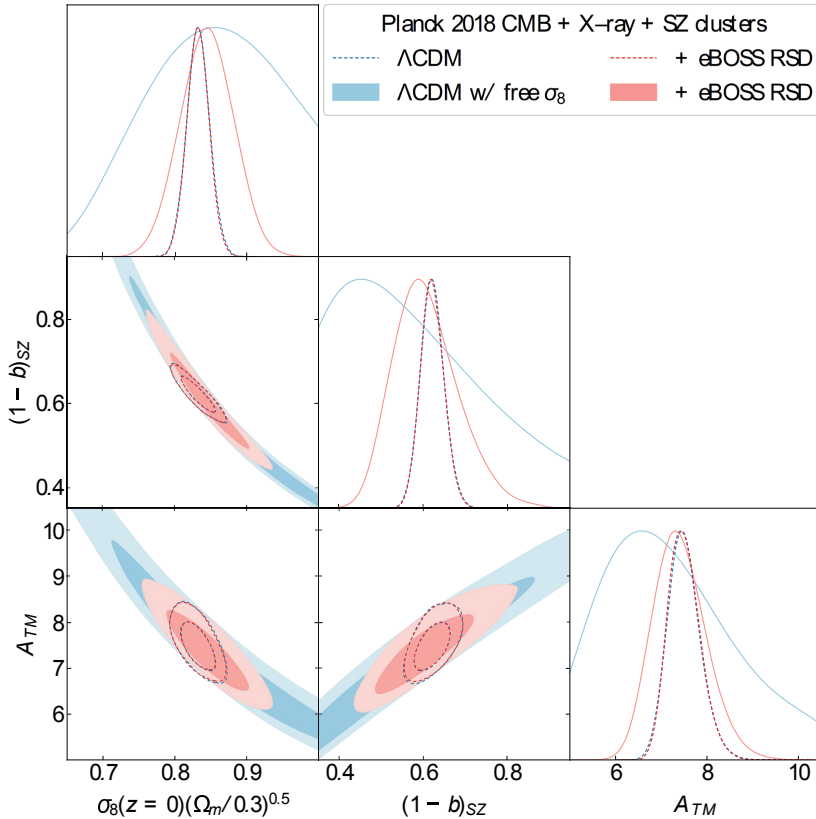 Planck 2018 CMB + X–ray + SZ clusters
ΛCDM
+ eBOSS RSD
ΛCDM w/ free σ₈
+ eBOSS RSD
0.8
0.6
0.4
(1 − b)SZ
10
9
8
7
6
A_TM
0.7 0.8 0.9
0.4 0.6 0.8
6 8 10
σ₈(z = 0)(Ωₘ/0.3)⁰·⁵
(1 − b)SZ
A_TM